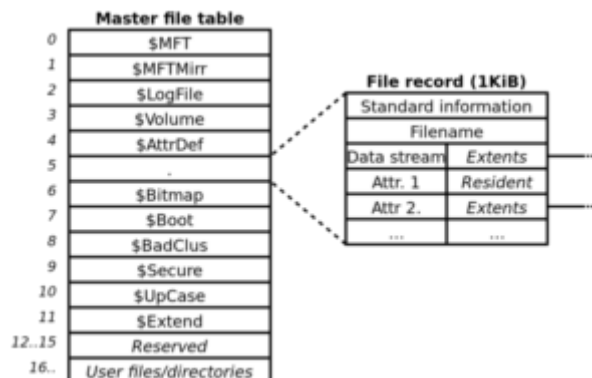 Master file table
0 $MFT
1 $MFTMirr
2 $LogFile
3 $Volume
4 $AttrDef
5 .
6 $Bitmap
7 $Boot
8 $BadClus
9 $Secure
10 $UpCase
11 $Extend
12..15 Reserved
16.. User files/directories
File record (1KiB)
Standard information
Filename
Data stream Extents
Attr. 1 Resident
Attr 2. Extents
... ...